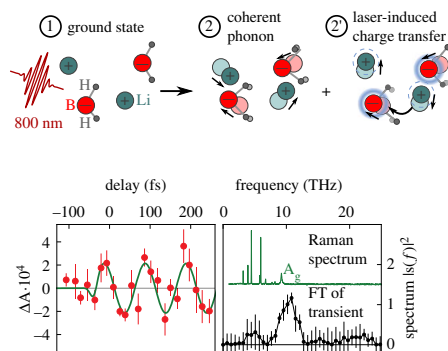 1 ground state
2 coherent
phonon
2' laser-induced
charge transfer
+
H
B
H
Li
800 nm
delay (fs)
-100 0 100 200
ΔA·10⁴
4
2
0
-2
-4
frequency (THz)
0 10 20
Raman
spectrum
A_g
FT of
transient
2
1
0
spectrum |s(f)|²